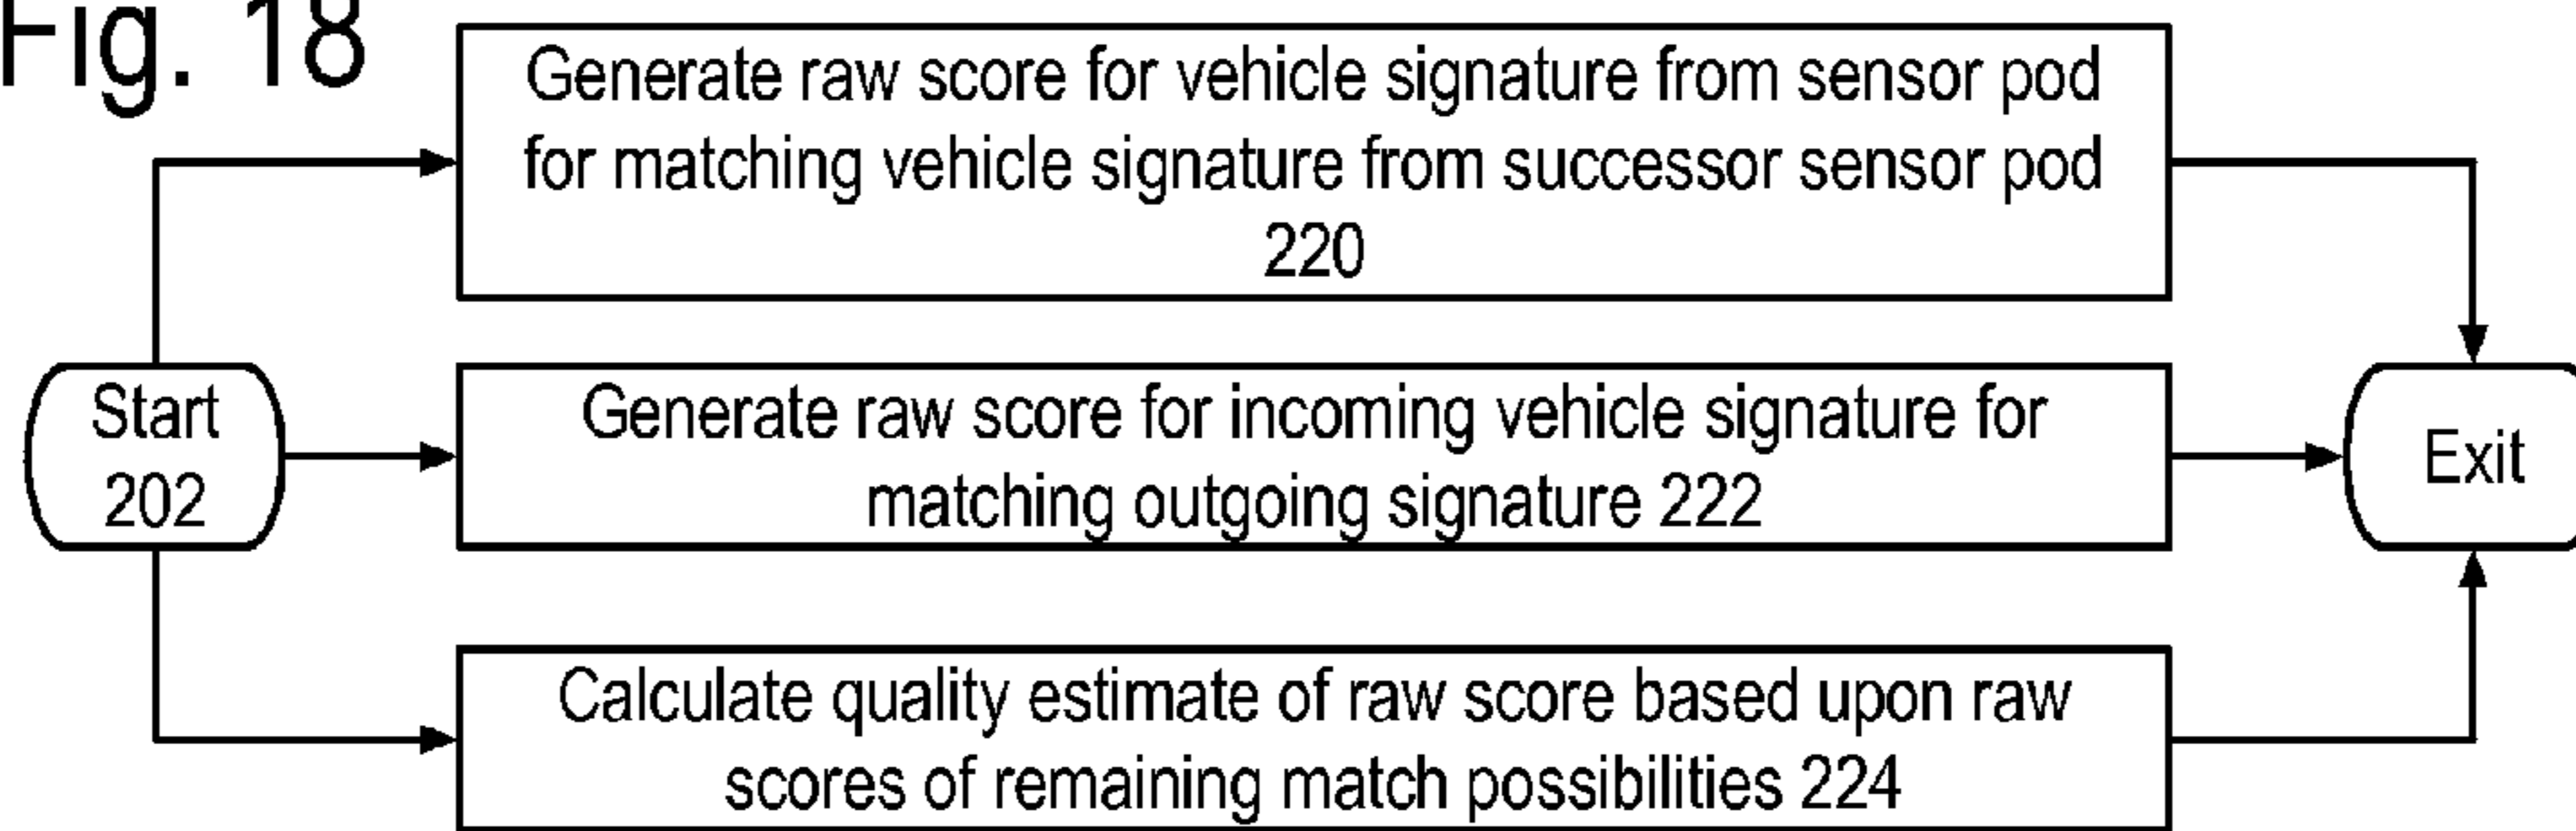 Fig. 18
Generate raw score for vehicle signature from sensor pod
for matching vehicle signature from successor sensor pod
220
Start
202
Generate raw score for incoming vehicle signature for
matching outgoing signature 222
Exit
Calculate quality estimate of raw score based upon raw
scores of remaining match possibilities 224